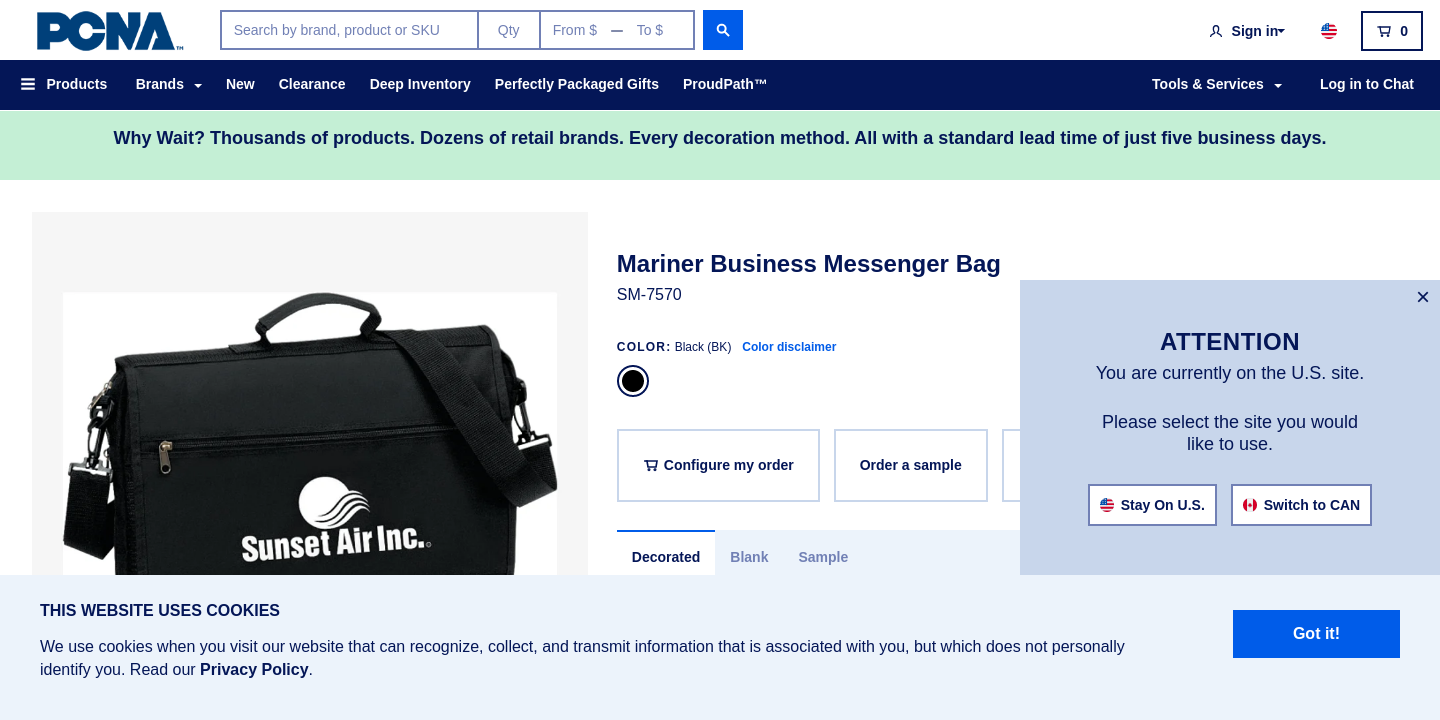 PCNA™
Search by brand, product or SKU
Qty
From $ — To $
Sign in
0
Products
Brands
New
Clearance
Deep Inventory
Perfectly Packaged Gifts
ProudPath™
Tools & Services
Log in to Chat
Why Wait? Thousands of products. Dozens of retail brands. Every decoration method. All with a standard lead time of just five business days.
Mariner Business Messenger Bag
SM-7570
COLOR: Black (BK) Color disclaimer
Configure my order
Order a sample
Decorated
Blank
Sample
Sunset Air Inc.
×
ATTENTION
You are currently on the U.S. site.
Please select the site you would
like to use.
Stay On U.S.
Switch to CAN
THIS WEBSITE USES COOKIES
We use cookies when you visit our website that can recognize, collect, and transmit information that is associated with you, but which does not personally
identify you. Read our Privacy Policy.
Got it!